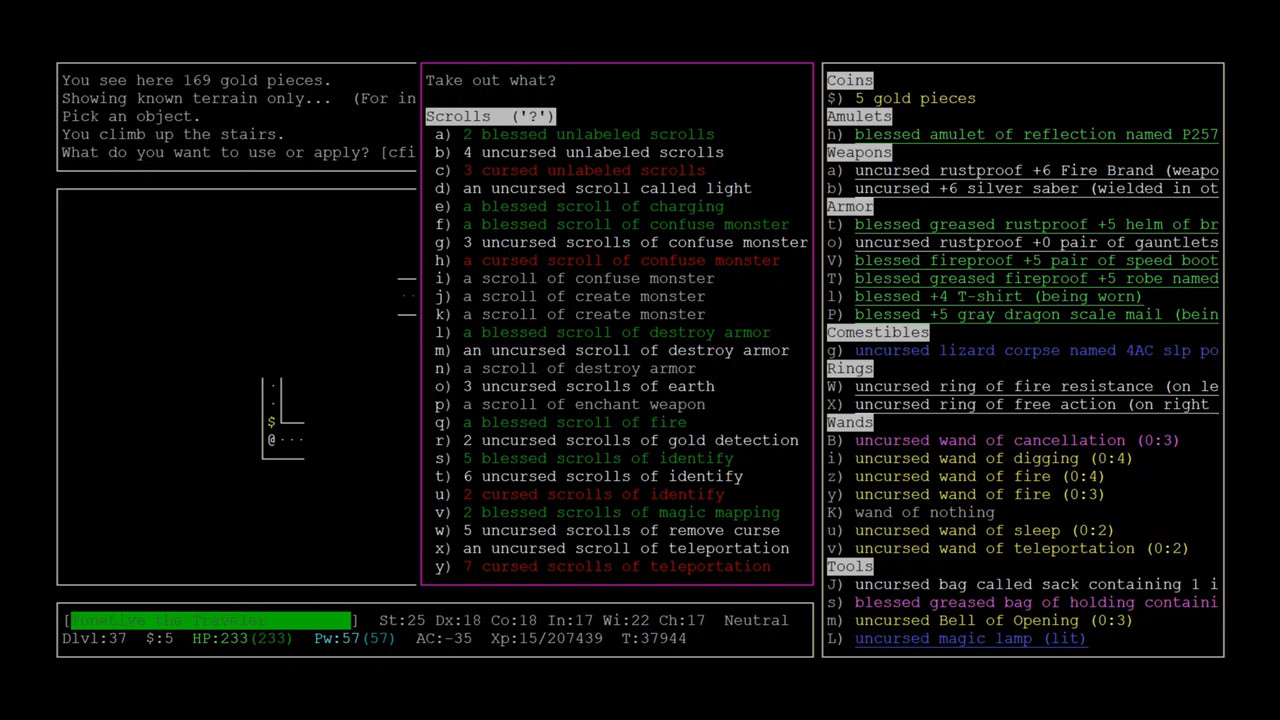 You see here 169 gold pieces.
Showing known terrain only...  (For in
Pick an object.
You climb up the stairs.
What do you want to use or apply? [cfi
Take out what?
Scrolls  ('?')
a) 2 blessed unlabeled scrolls
b) 4 uncursed unlabeled scrolls
c) 3 cursed unlabeled scrolls
d) an uncursed scroll called light
e) a blessed scroll of charging
f) a blessed scroll of confuse monster
g) 3 uncursed scrolls of confuse monster
h) a cursed scroll of confuse monster
i) a scroll of confuse monster
j) a scroll of create monster
k) a scroll of create monster
l) a blessed scroll of destroy armor
m) an uncursed scroll of destroy armor
n) a scroll of destroy armor
o) 3 uncursed scrolls of earth
p) a scroll of enchant weapon
q) a blessed scroll of fire
r) 2 uncursed scrolls of gold detection
s) 5 blessed scrolls of identify
t) 6 uncursed scrolls of identify
u) 2 cursed scrolls of identify
v) 2 blessed scrolls of magic mapping
w) 5 uncursed scrolls of remove curse
x) an uncursed scroll of teleportation
y) 7 cursed scrolls of teleportation
Coins
$) 5 gold pieces
Amulets
h) blessed amulet of reflection named P257
Weapons
a) uncursed rustproof +6 Fire Brand (weapo
b) uncursed +6 silver saber (wielded in ot
Armor
t) blessed greased rustproof +5 helm of br
o) uncursed rustproof +0 pair of gauntlets
V) blessed fireproof +5 pair of speed boot
T) blessed greased fireproof +5 robe named
l) blessed +4 T-shirt (being worn)
P) blessed +5 gray dragon scale mail (bein
Comestibles
g) uncursed lizard corpse named 4AC slp po
Rings
W) uncursed ring of fire resistance (on le
X) uncursed ring of free action (on right
Wands
B) uncursed wand of cancellation (0:3)
i) uncursed wand of digging (0:4)
z) uncursed wand of fire (0:4)
y) uncursed wand of fire (0:3)
K) wand of nothing
u) uncursed wand of sleep (0:2)
v) uncursed wand of teleportation (0:2)
Tools
J) uncursed bag called sack containing 1 i
s) blessed greased bag of holding containi
m) uncursed Bell of Opening (0:3)
L) uncursed magic lamp (lit)
$
@···
[Tone4ive the Traveler] St:25 Dx:18 Co:18 In:17 Wi:22 Ch:17  Neutral
Dlvl:37  $:5  HP:233(233)  Pw:57(57)  AC:-35  Xp:15/207439  T:37944